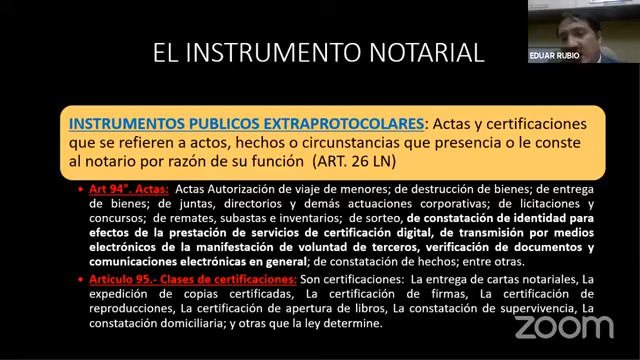 EL INSTRUMENTO NOTARIAL
EDUAR RUBIO
INSTRUMENTOS PUBLICOS EXTRAPROTOCOLARES: Actas y certificaciones
que se refieren a actos, hechos o circunstancias que presencia o le conste
al notario por razón de su función (ART. 26 LN)
• Art 94°. Actas: Actas Autorización de viaje de menores; de destrucción de bienes; de entrega
de bienes; de juntas, directorios y demás actuaciones corporativas; de licitaciones y
concursos; de remates, subastas e inventarios; de sorteo, de constatación de identidad para
efectos de la prestación de servicios de certificación digital, de transmisión por medios
electrónicos de la manifestación de voluntad de terceros, verificación de documentos y
comunicaciones electrónicas en general; de constatación de hechos; entre otras.
• Artículo 95.- Clases de certificaciones: Son certificaciones: La entrega de cartas notariales, La
expedición de copias certificadas, La certificación de firmas, La certificación de
reproducciones, La certificación de apertura de libros, La constatación de supervivencia, La
constatación domiciliaria; y otras que la ley determine.
zoom